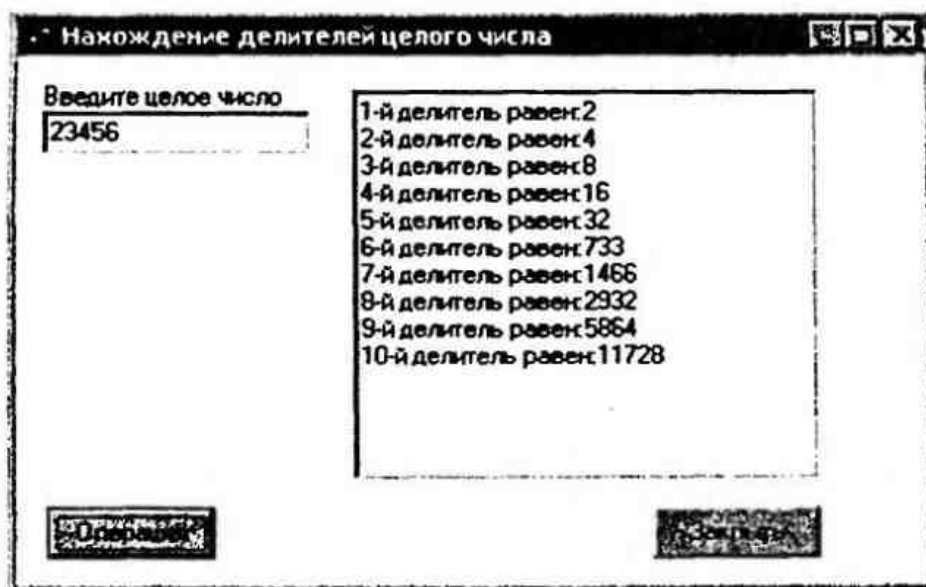 Нахождение делителей целого числа
Введите целое число
23456
1-й делитель равен:2
2-й делитель равен:4
3-й делитель равен:8
4-й делитель равен:16
5-й делитель равен:32
6-й делитель равен:733
7-й делитель равен:1466
8-й делитель равен:2932
9-й делитель равен:5864
10-й делитель равен:11728